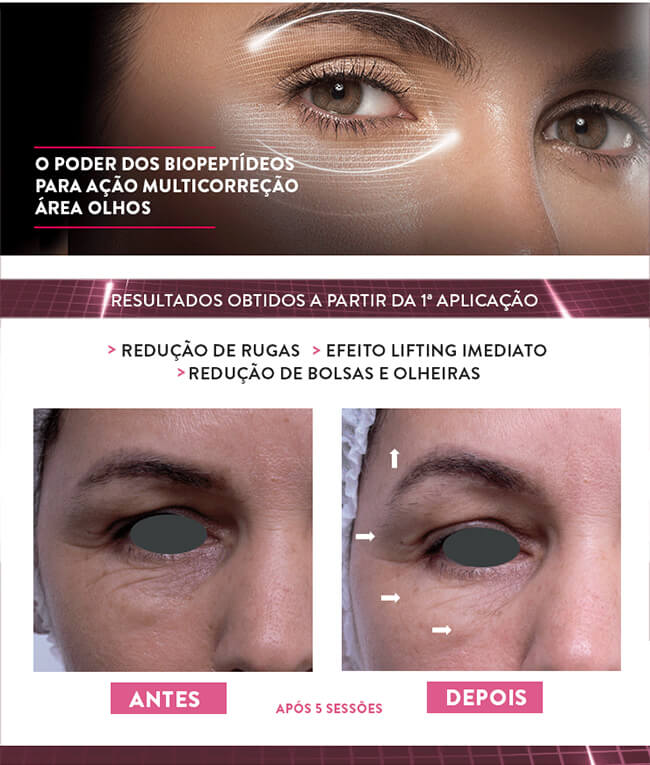 O PODER DOS BIOPEPTÍDEOS
PARA AÇÃO MULTICORREÇÃO
ÁREA OLHOS
RESULTADOS OBTIDOS A PARTIR DA 1ª APLICAÇÃO
> REDUÇÃO DE RUGAS > EFEITO LIFTING IMEDIATO
> REDUÇÃO DE BOLSAS E OLHEIRAS
ANTES
APÓS 5 SESSÕES
DEPOIS